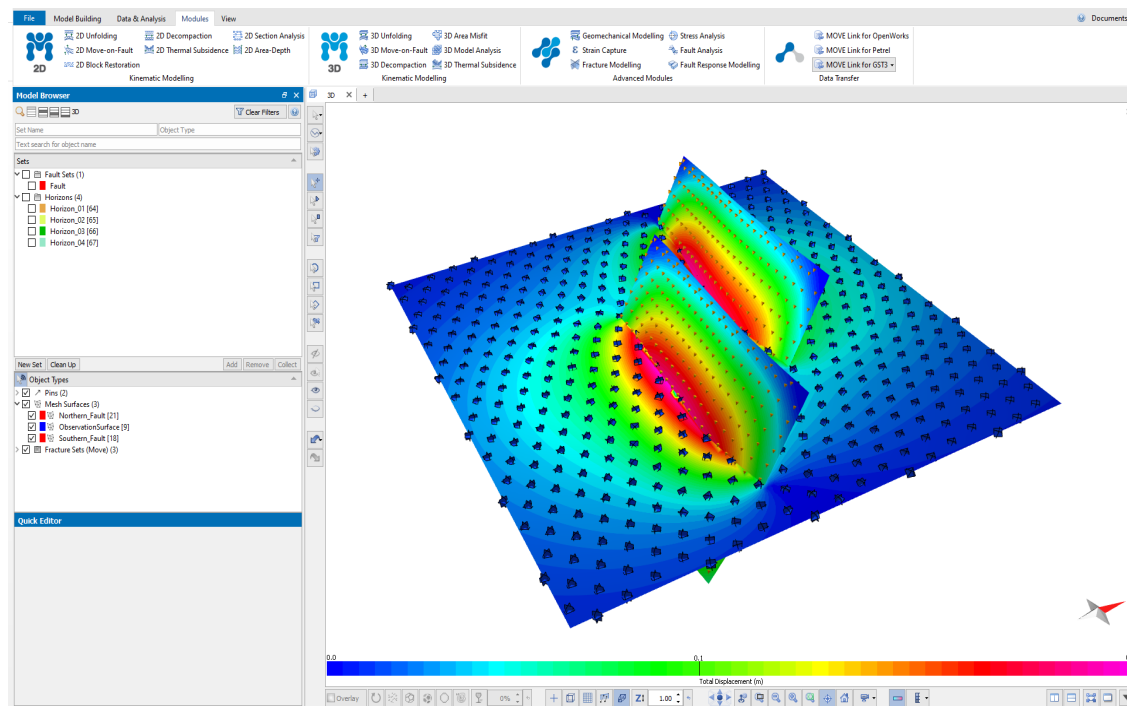 File Model Building Data & Analysis Modules View Documents
2D Unfolding 2D Decompaction 2D Section Analysis 3D Unfolding 3D Area Misfit Geomechanical Modelling Stress Analysis MOVE Link for OpenWorks
2D Move-on-Fault 2D Thermal Subsidence 2D Area-Depth 3D Move-on-Fault 3D Model Analysis Strain Capture Fault Analysis MOVE Link for Petrel
2D 2D Block Restoration 3D 3D Decompaction 3D Thermal Subsidence Fracture Modelling Fault Response Modelling MOVE Link for GST3
Kinematic Modelling Kinematic Modelling Advanced Modules Data Transfer
Model Browser
3D
3D Clear Filters
Set Name Object Type
Text search for object name
Sets
Fault Sets (1)
Fault
Horizons (4)
Horizon_01 [64]
Horizon_02 [65]
Horizon_03 [66]
Horizon_04 [67]
New Set Clean Up Add Remove Collect
Object Types
Pins (2)
Mesh Surfaces (3)
Northern_Fault [21]
ObservationSurface [9]
Southern_Fault [18]
Fracture Sets (Move) (3)
Quick Editor
0.0 0.1
Total Displacement (m)
Overlay 0% Z: 1.00